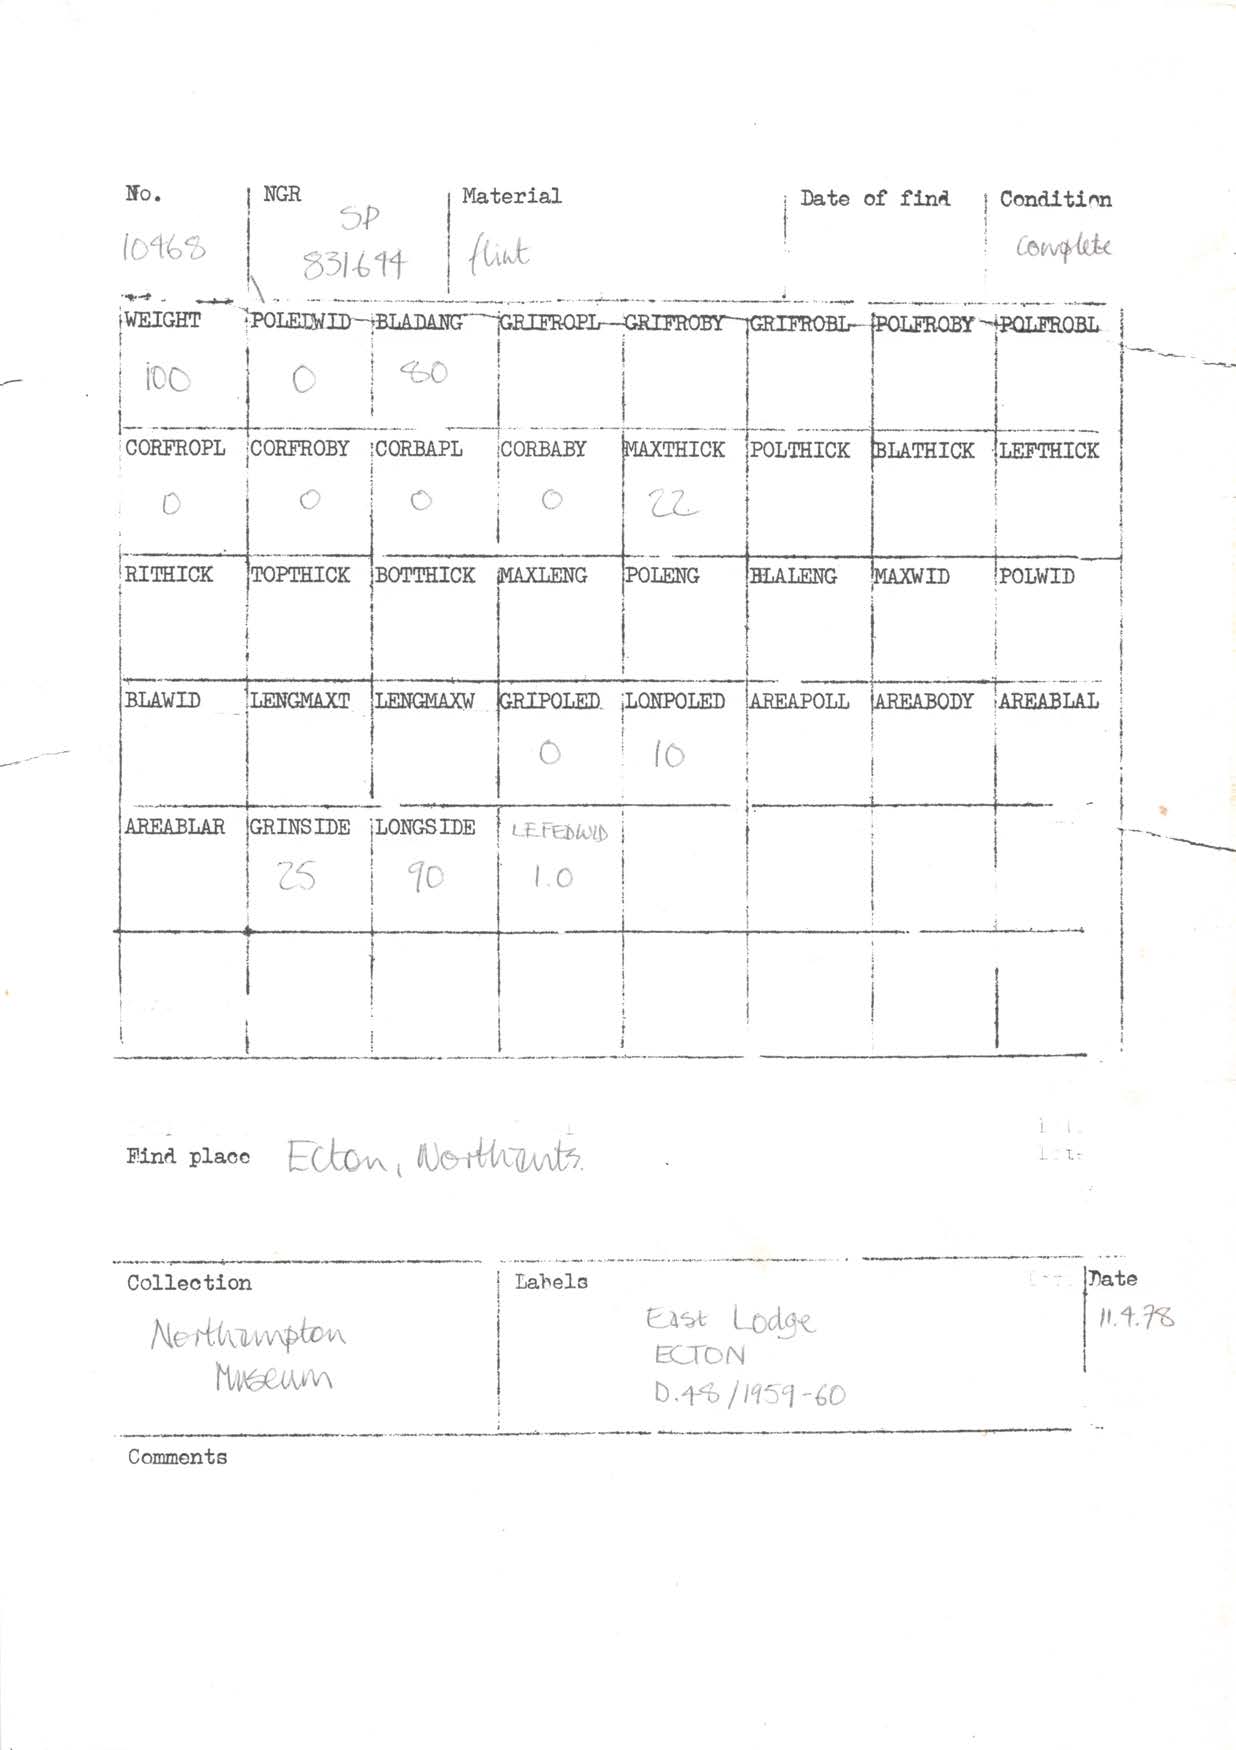 No. NGR Material Date of find Condition
10468 SP 831644 flint complete
WEIGHT POLEDWID BLADANG GRIFROPL GRIFROBY GRIFROBL POLFROBY POLFROBL
100 0 80
CORFROPL CORFROBY CORBAPL CORBABY MAXTHICK POLTHICK BLATHICK LEFTHICK
0 0 0 0 22
RITHICK TOPTHICK BOTTHICK MAXLENG POLENG BLALENG MAXWID POLWID
BLAWID LENGMAXT LENGMAXW GRIPOLED LONPOLED AREAPOLL AREABODY AREABLAL
0 10
AREABLAR GRINSIDE LONGSIDE LEFEDWID
25 90 1.0
Find place Ecton, Northants.
Collection Labels Date
Northampton East Lodge 11.4.78
Museum ECTON
D.48/1959-60
Comments